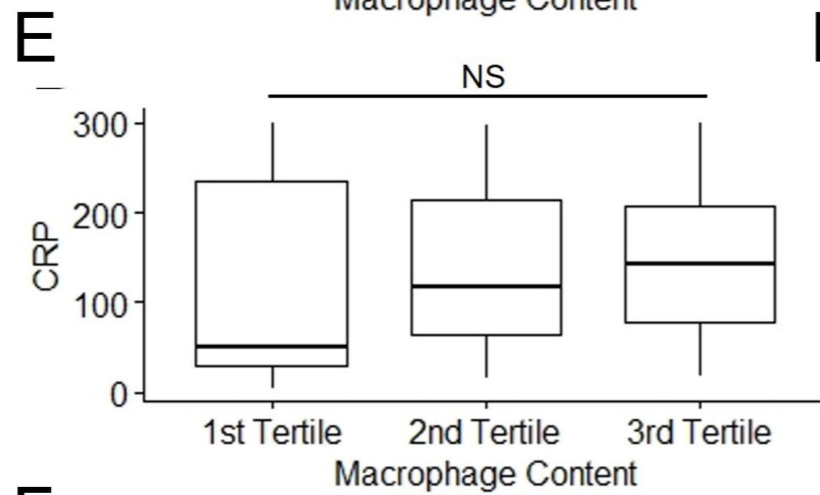 Macrophage Content
E
NS
300
200
100
0
CRP
1st Tertile 2nd Tertile 3rd Tertile
Macrophage Content